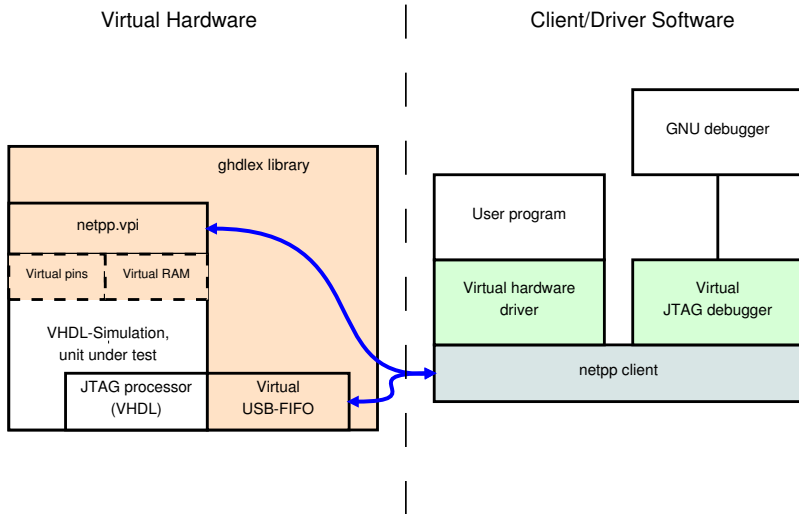 Virtual Hardware
Client/Driver Software
GNU debugger
ghdlex library
netpp.vpi
User program
Virtual pins
Virtual RAM
Virtual hardware
driver
Virtual
JTAG debugger
VHDL-Simulation,
unit under test
netpp client
JTAG processor
(VHDL)
Virtual
USB-FIFO